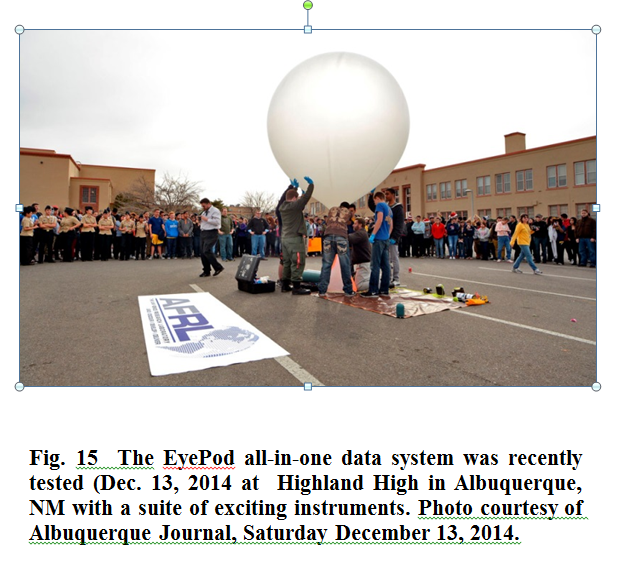 AFRL
Fig. 15 The EyePod all-in-one data system was recently
tested (Dec. 13, 2014 at Highland High in Albuquerque,
NM with a suite of exciting instruments. Photo courtesy of
Albuquerque Journal, Saturday December 13, 2014.